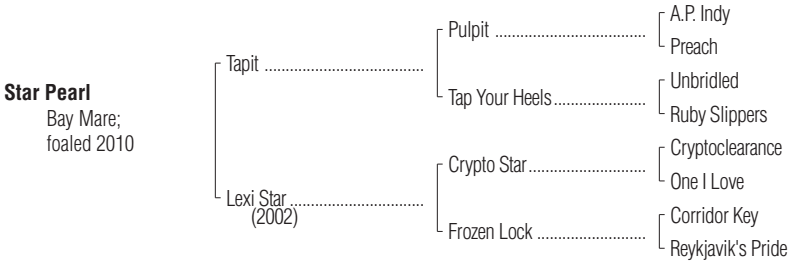 A.P. Indy
Pulpit ......................................
Preach
Tapit ........................................
Unbridled
Star Pearl
Tap Your Heels.......................
Bay Mare;
Ruby Slippers
foaled 2010
Cryptoclearance
Crypto Star.............................
One I Love
Lexi Star ..................................
(2002)
Corridor Key
Frozen Lock ...........................
Reykjavik's Pride